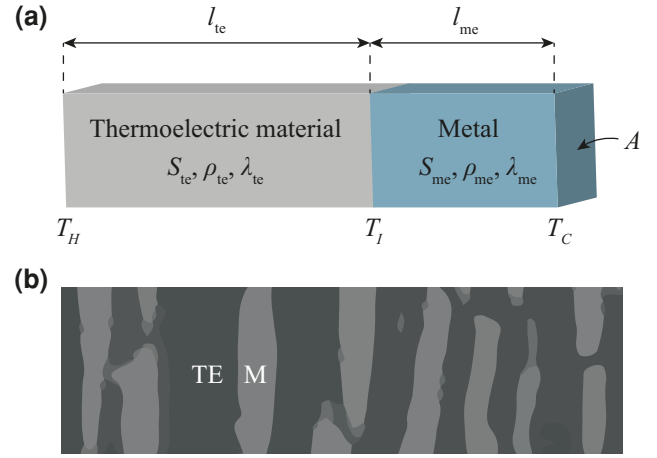 (a)
l_te l_me
Thermoelectric material Metal
S_te, ρ_te, λ_te S_me, ρ_me, λ_me
A
T_H T_I T_C
(b)
TE M